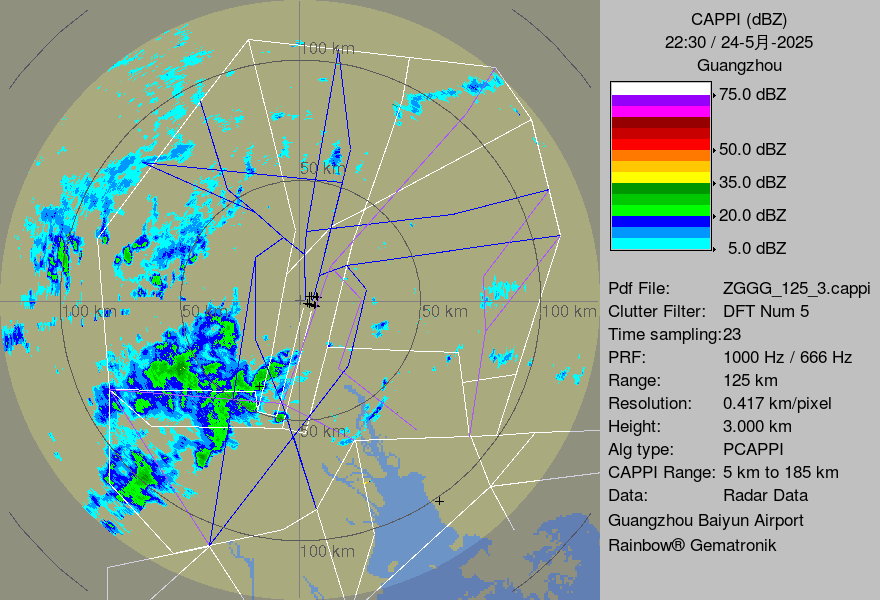 100 km
50 km
100 km
50 km
50 km
100 km
50 km
100 km
CAPPI (dBZ)
22:30 / 24-5月-2025
Guangzhou
75.0 dBZ
50.0 dBZ
35.0 dBZ
20.0 dBZ
5.0 dBZ
Pdf File: ZGGG_125_3.cappi
Clutter Filter: DFT Num 5
Time sampling:23
PRF: 1000 Hz / 666 Hz
Range: 125 km
Resolution: 0.417 km/pixel
Height: 3.000 km
Alg type: PCAPPI
CAPPI Range: 5 km to 185 km
Data: Radar Data
Guangzhou Baiyun Airport
Rainbow® Gematronik